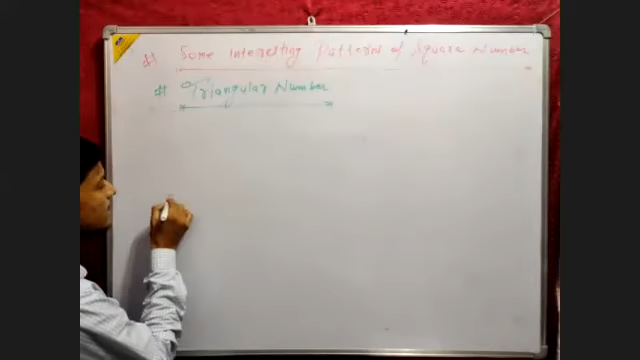 # Some Interesting Patterns of Square Number
# Triangular Number